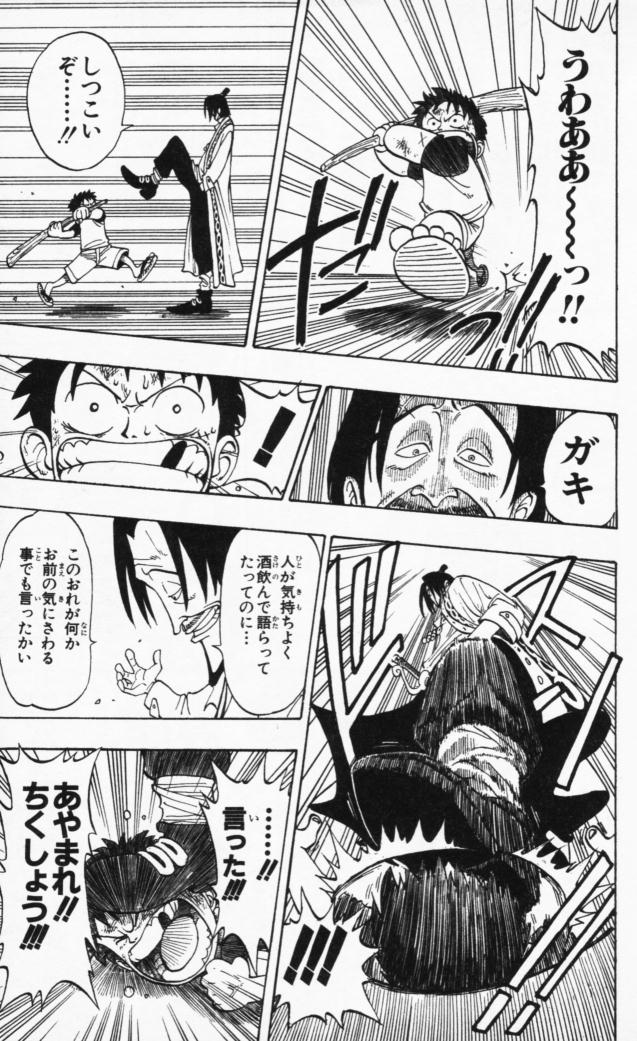 うわああ～～～っ!!
ダン
しっこい
ぞ……!!
ガキ
!
!!!
人が気持ちよく
酒飲んで語らって
たってのに…
このおれが何か
お前の気にさわる
事でも言ったかい
……!!
言った!!!
あやまれ!!
ちくしょう!!!